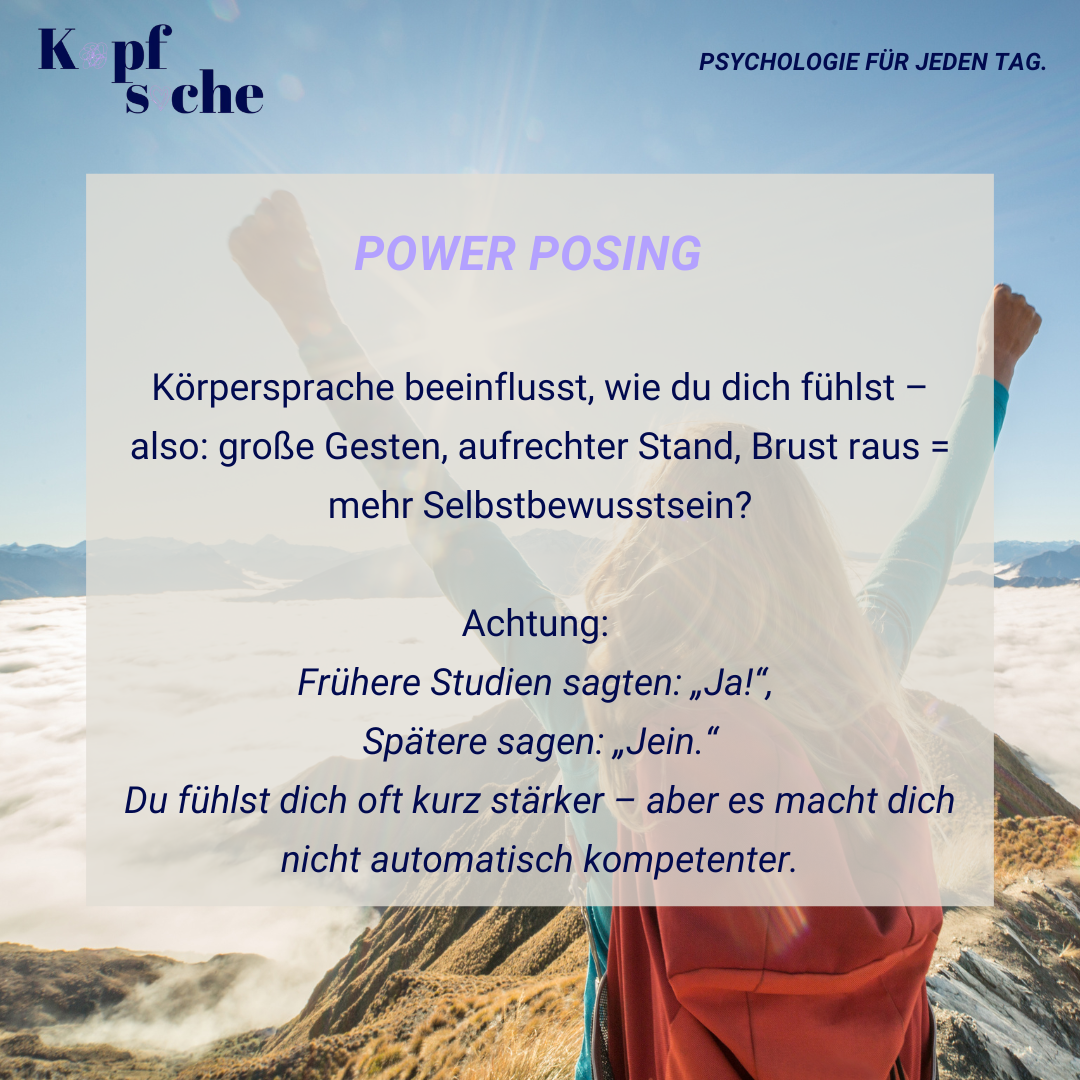 Kopf
sache
PSYCHOLOGIE FÜR JEDEN TAG.
POWER POSING
Körpersprache beeinflusst, wie du dich fühlst –
also: große Gesten, aufrechter Stand, Brust raus =
mehr Selbstbewusstsein?
Achtung:
Frühere Studien sagten: „Ja!“,
Spätere sagen: „Jein.“
Du fühlst dich oft kurz stärker – aber es macht dich
nicht automatisch kompetenter.